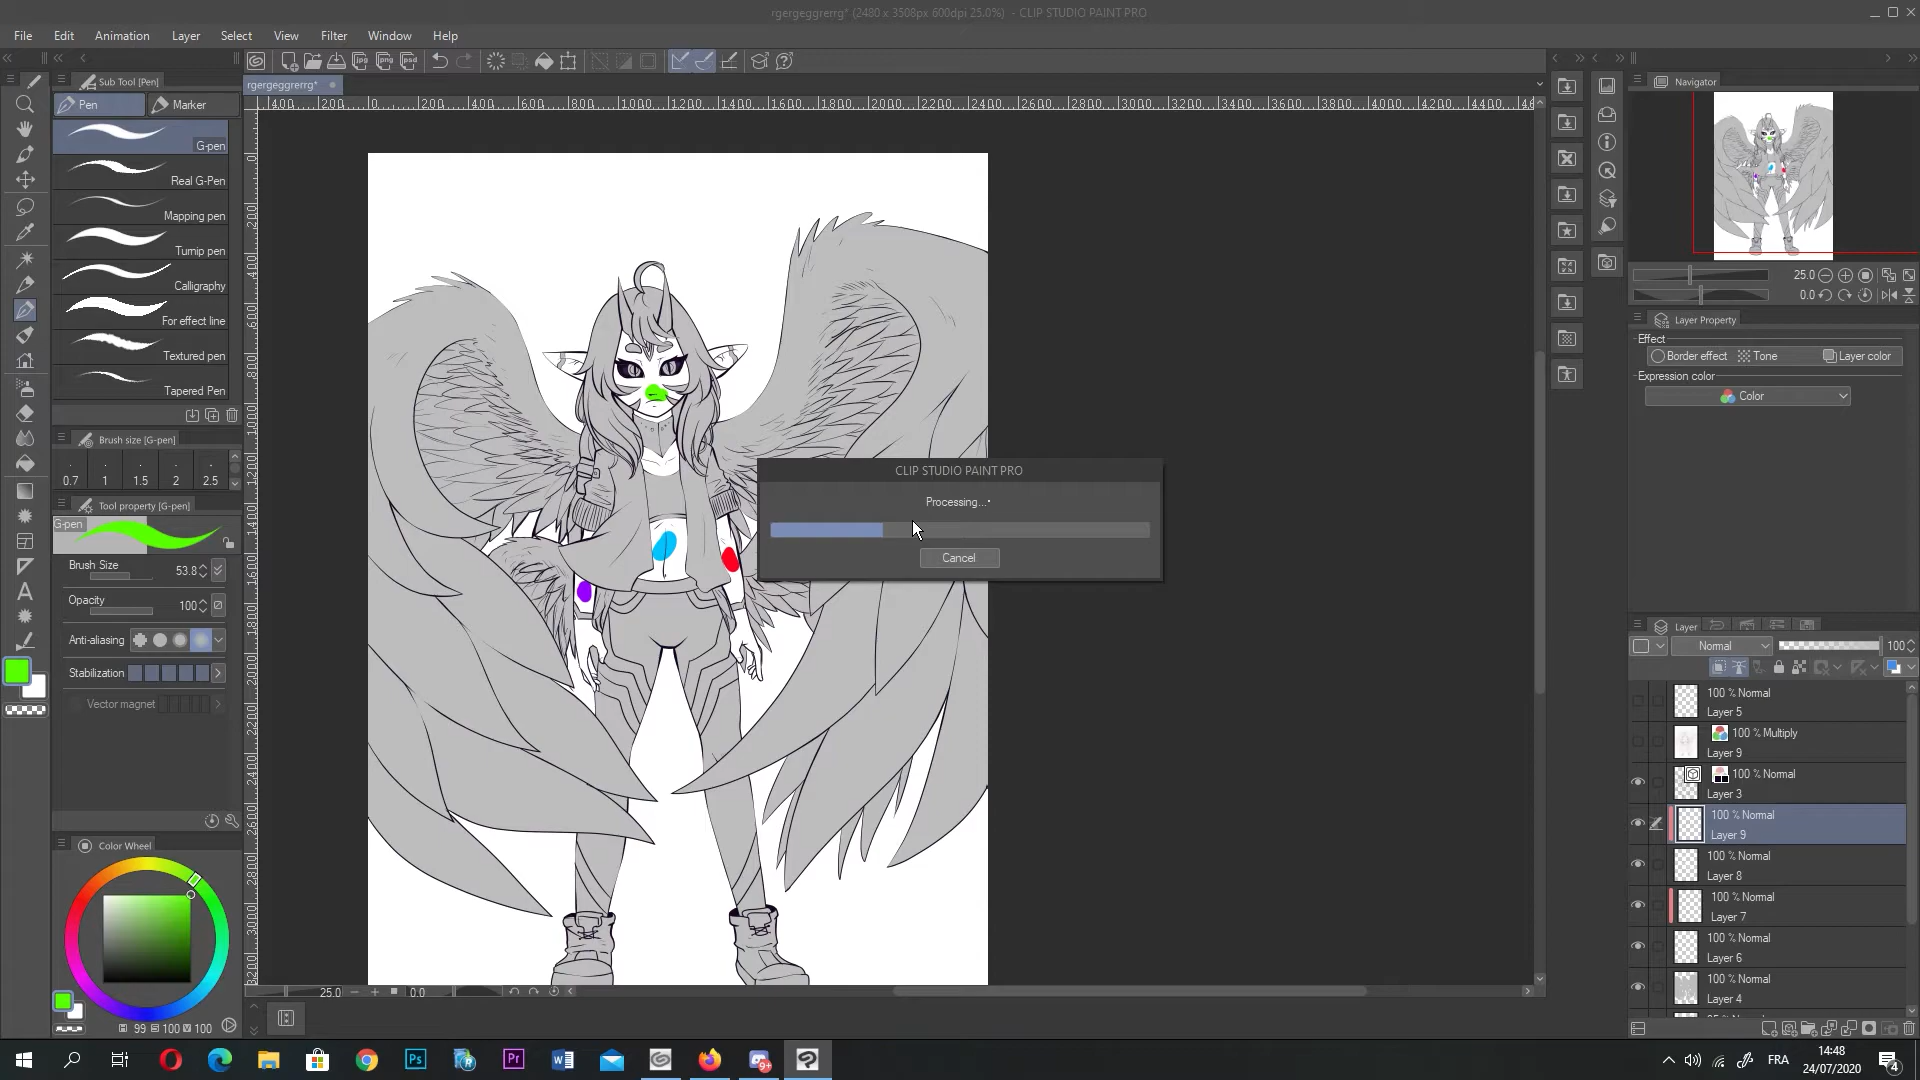 rgergeggrerrg* (2480 x 3508px 600dpi 25.0%) - CLIP STUDIO PAINT PRO
File Edit Animation Layer Select View Filter Window Help
Sub Tool [Pen]
Pen Marker
G-pen
Real G-Pen
Mapping pen
Turnip pen
Calligraphy
For effect line
Textured pen
Tapered Pen
Brush size [G-pen]
0.7 1 1.5 2 2.5
Tool property [G-pen]
G-pen
Brush Size 53.8
Opacity 100
Anti-aliasing
Stabilization
Vector magnet
Color Wheel
99 100 100
rgergeggrerrg*
CLIP STUDIO PAINT PRO
Processing...
Cancel
25.0 0.0
Navigator
25.0
0.0
Layer Property
Effect
Border effect Tone Layer color
Expression color
Color
Layer
Normal 100
100 % Normal
Layer 5
100 % Multiply
Layer 9
100 % Normal
Layer 3
100 % Normal
Layer 9
100 % Normal
Layer 8
100 % Normal
Layer 7
100 % Normal
Layer 6
100 % Normal
Layer 4
FRA
14:48
24/07/2020